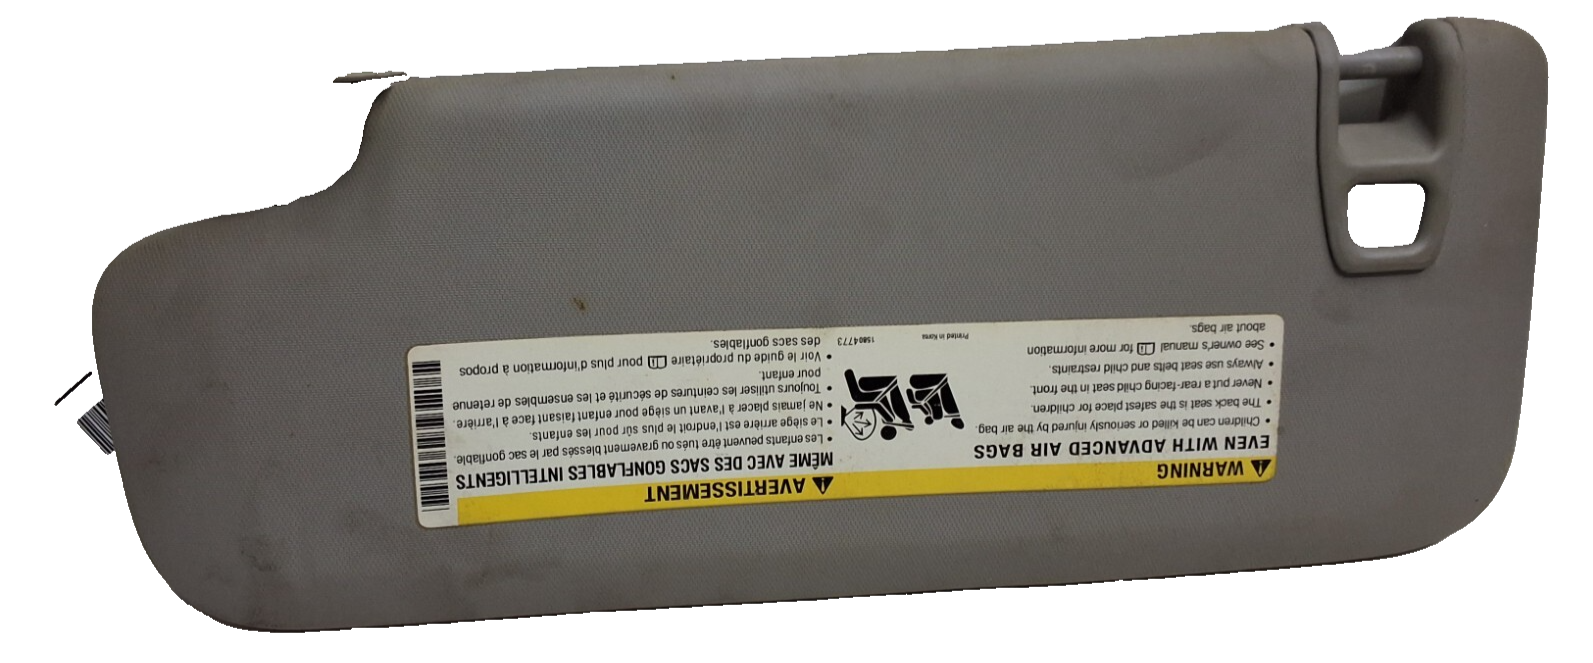 WARNING
EVEN WITH ADVANCED AIR BAGS
• Children can be killed or seriously injured by the air bag.
• The back seat is the safest place for children.
• Never put a rear-facing child seat in the front.
• Always use seat belts and child restraints.
• See owner's manual for more information
about air bags.
Printed in Korea
15804773
AVERTISSEMENT
MÊME AVEC DES SACS GONFLABLES INTELLIGENTS
• Les enfants peuvent être tués ou gravement blessés par le sac gonflable.
• Le siège arrière est l'endroit le plus sûr pour les enfants.
• Ne jamais placer à l'avant un siège pour enfant faisant face à l'arrière.
• Toujours utiliser les ceintures de sécurité et les ensembles de retenue
pour enfant.
• Voir le guide du propriétaire pour plus d'information à propos
des sacs gonflables.